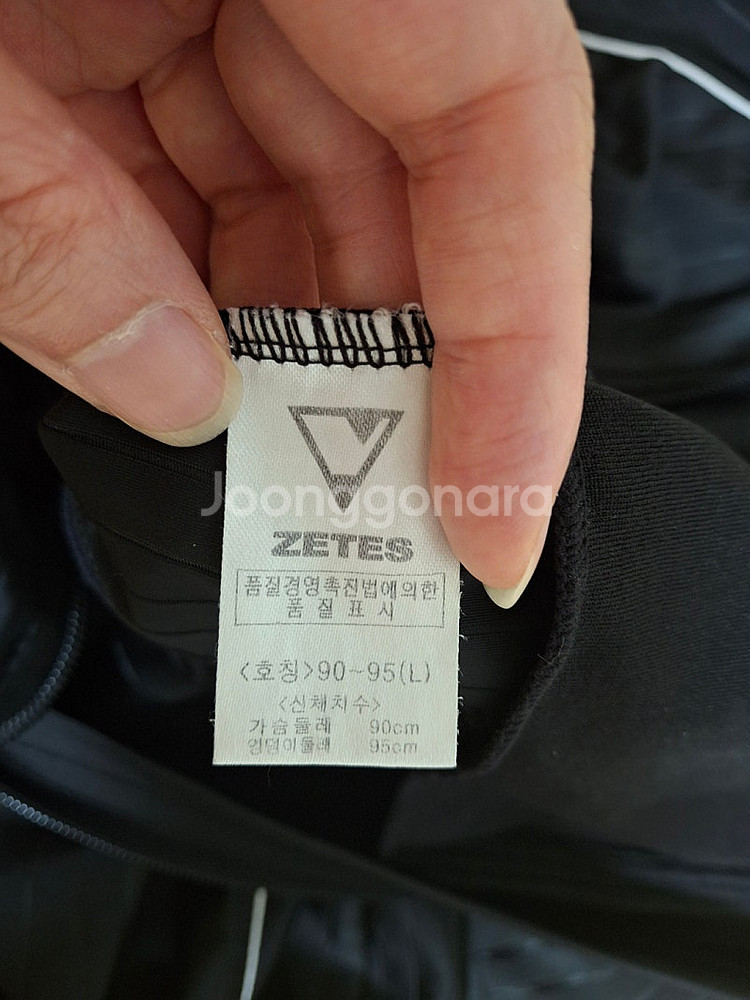 Joonggonara
ZETES
품질경영촉진법에의한
품 질 표 시
<호칭>90~95(L)
<신체치수>
가슴둘레 90cm
엉덩이둘레 95cm